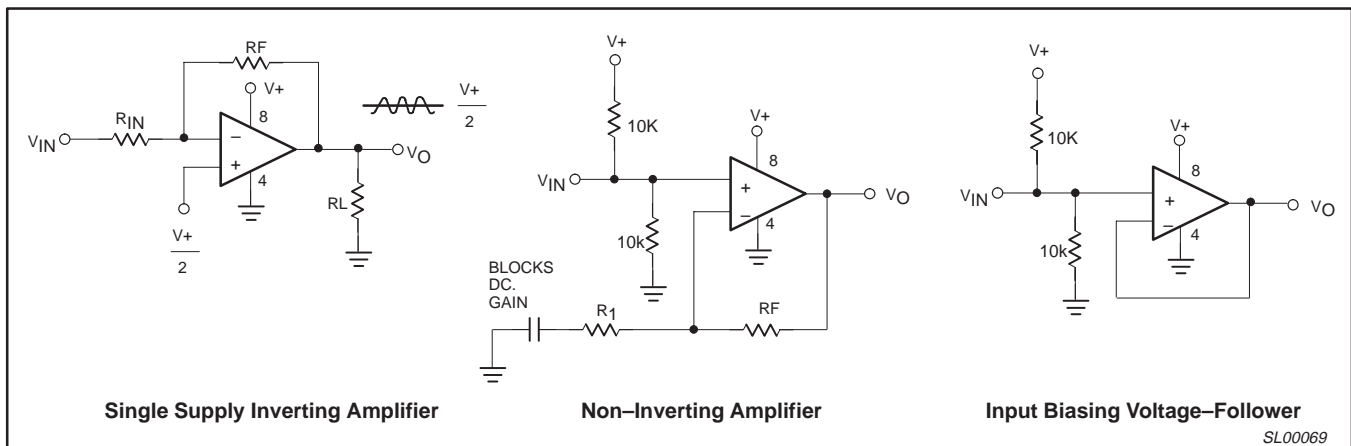 RF
V+
8
RIN
VIN
−
+
4
VO
RL
V+
2
V+
2
Single Supply Inverting Amplifier
V+
10K
V+
8
VIN
+
−
4
VO
10k
BLOCKS
DC.
GAIN
R1
RF
Non–Inverting Amplifier
V+
10K
V+
8
VIN
+
−
4
VO
10k
Input Biasing Voltage–Follower
SL00069